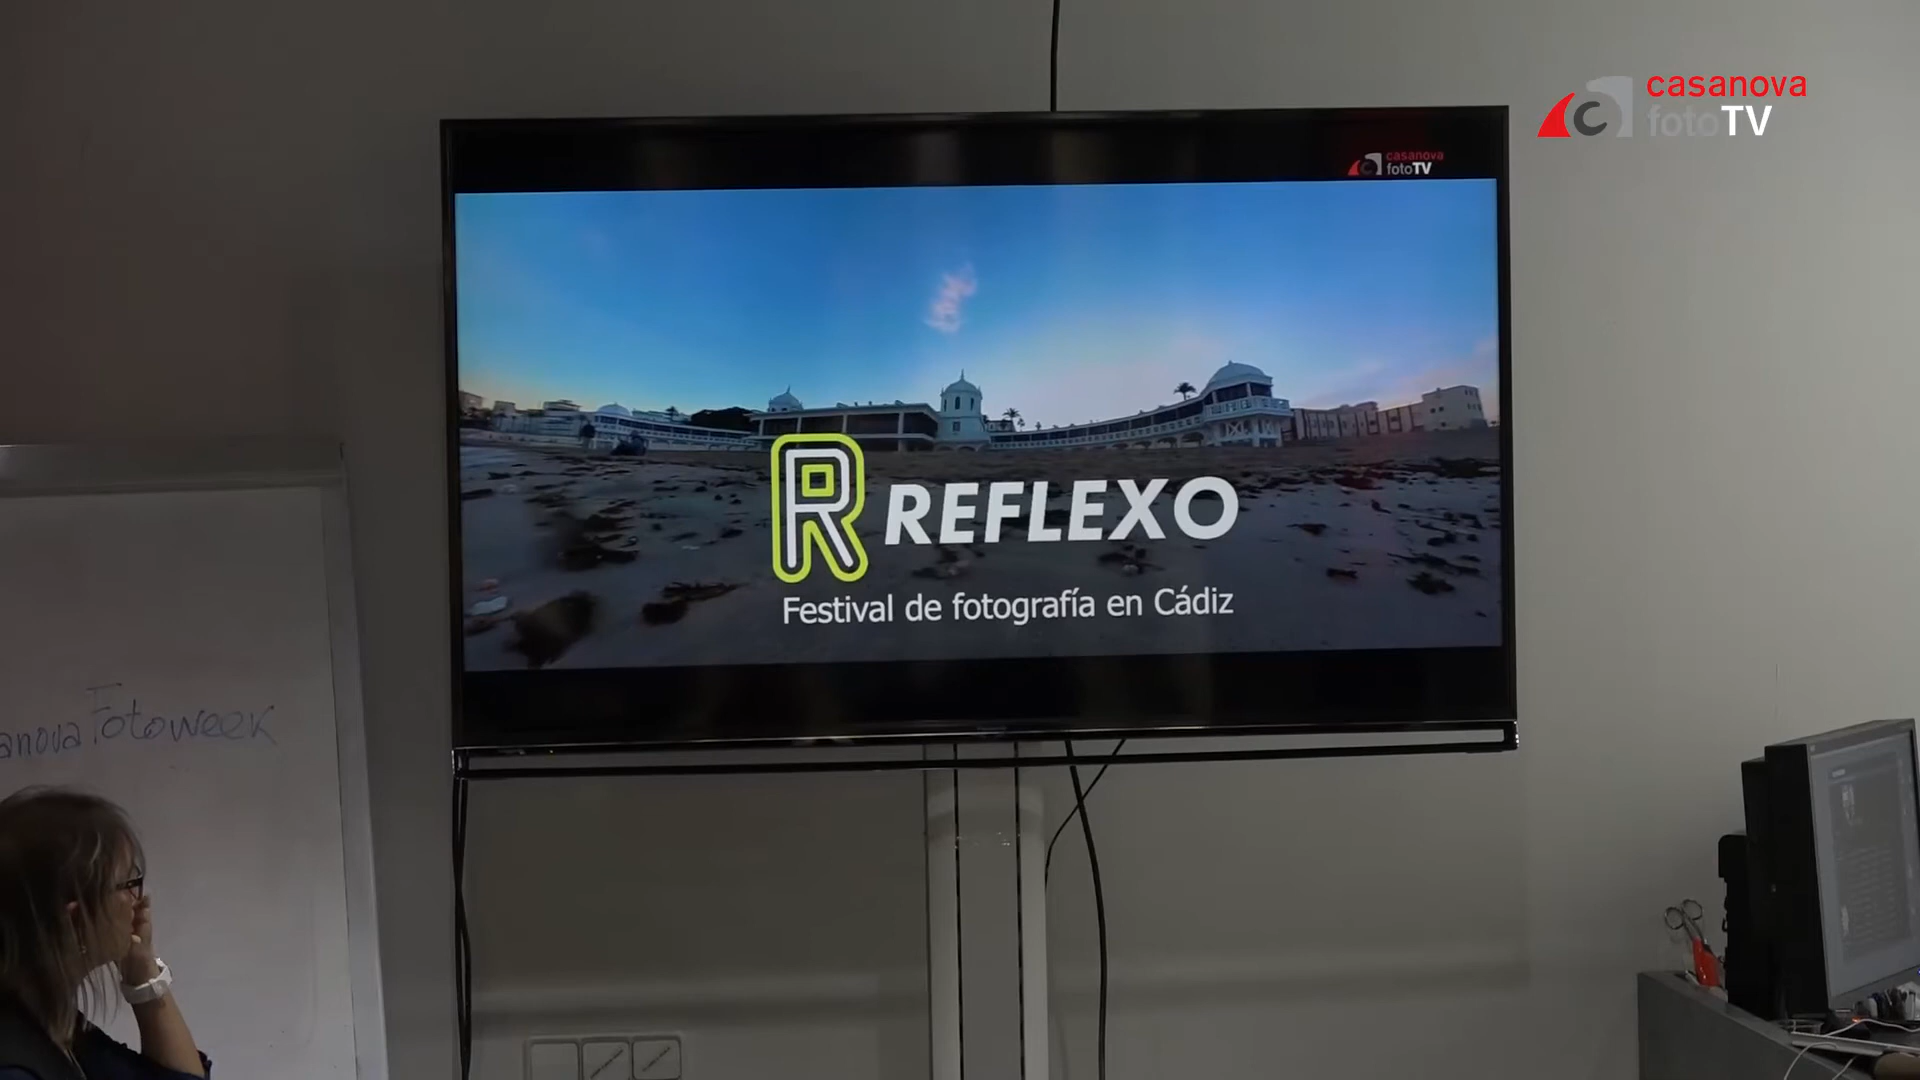 casanova
fotoTV
casanova
fotoTV
REFLEXO
Festival de fotografía en Cádiz
anova Fotoweek